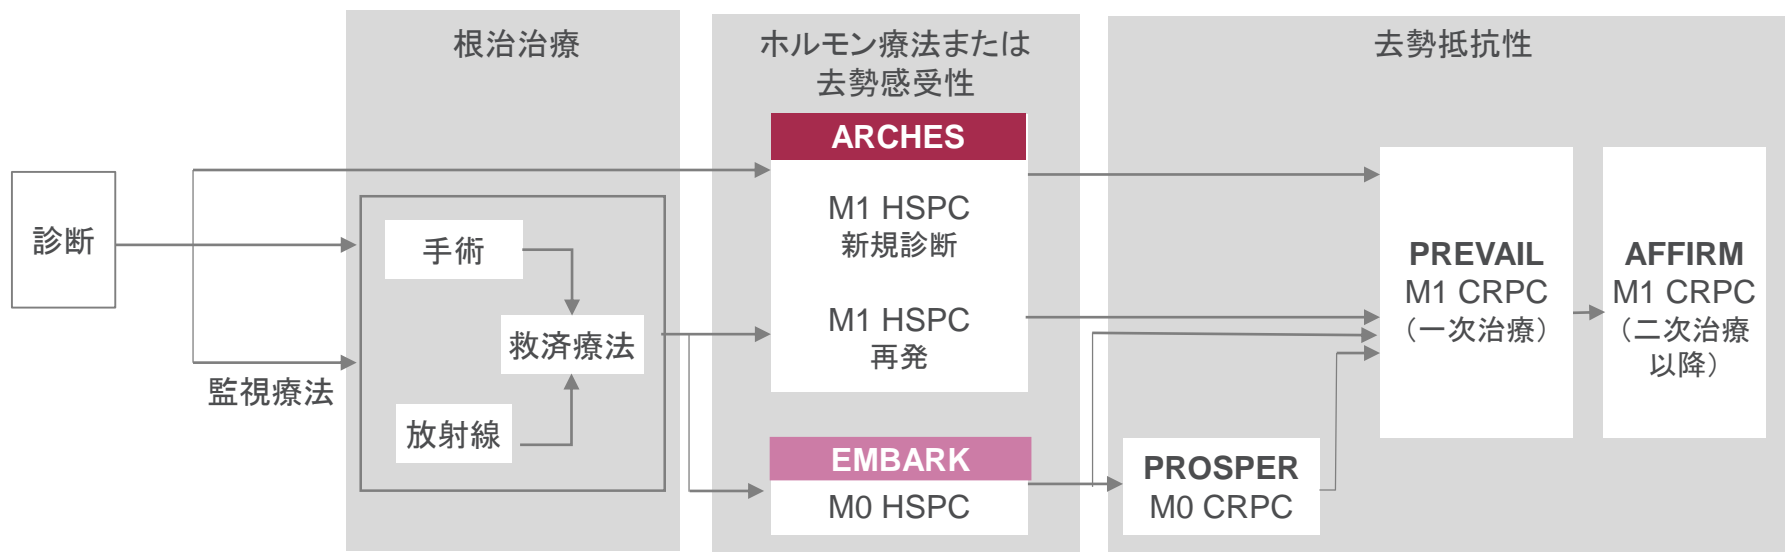 根治治療
ホルモン療法または
去勢感受性
去勢抵抗性
診断
監視療法
手術
救済療法
放射線
ARCHES
M1 HSPC
新規診断
M1 HSPC
再発
EMBARK
M0 HSPC
PROSPER
M0 CRPC
PREVAIL
M1 CRPC
（一次治療）
AFFIRM
M1 CRPC
（二次治療
以降）